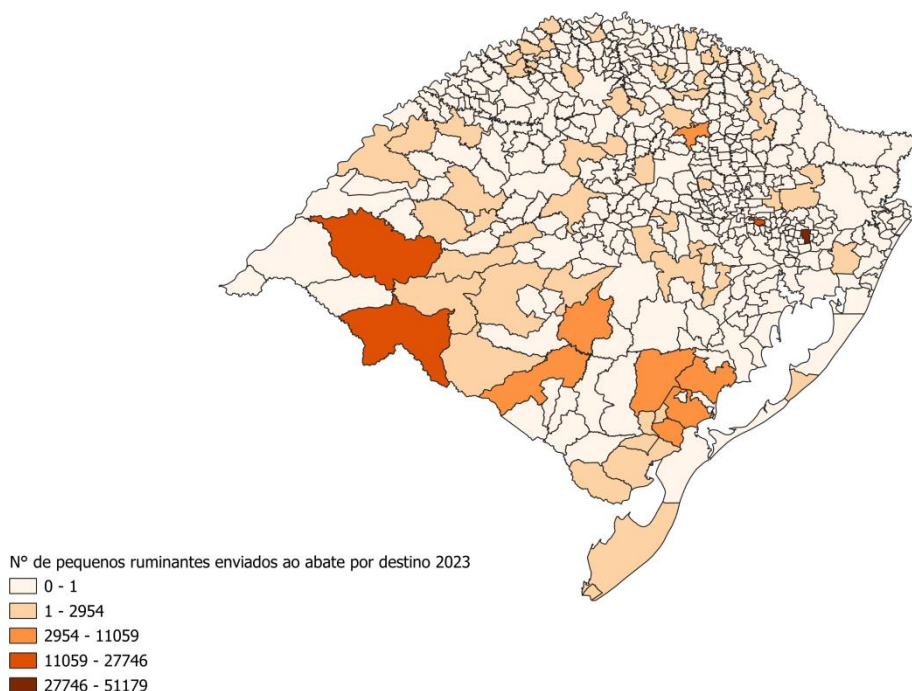 N° de pequenos ruminantes enviados ao abate por destino 2023
0 - 1
1 - 2954
2954 - 11059
11059 - 27746
27746 - 51179